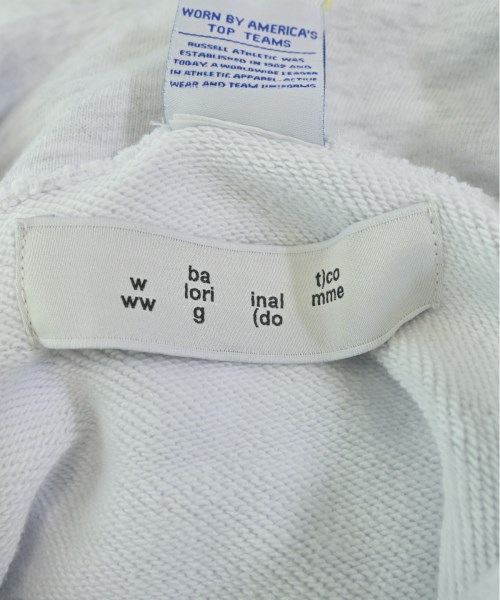 WORN BY AMERICA'S
TOP TEAMS
RUSSELL ATHLETIC WAS
ESTABLISHED IN 1902 AND
TODAY, A WORLDWIDE LEADER
IN ATHLETIC APPAREL, ACTIVE
WEAR AND TEAM UNIFORMS
w
ww
ba
lori
g
inal
(do
t)co
mme